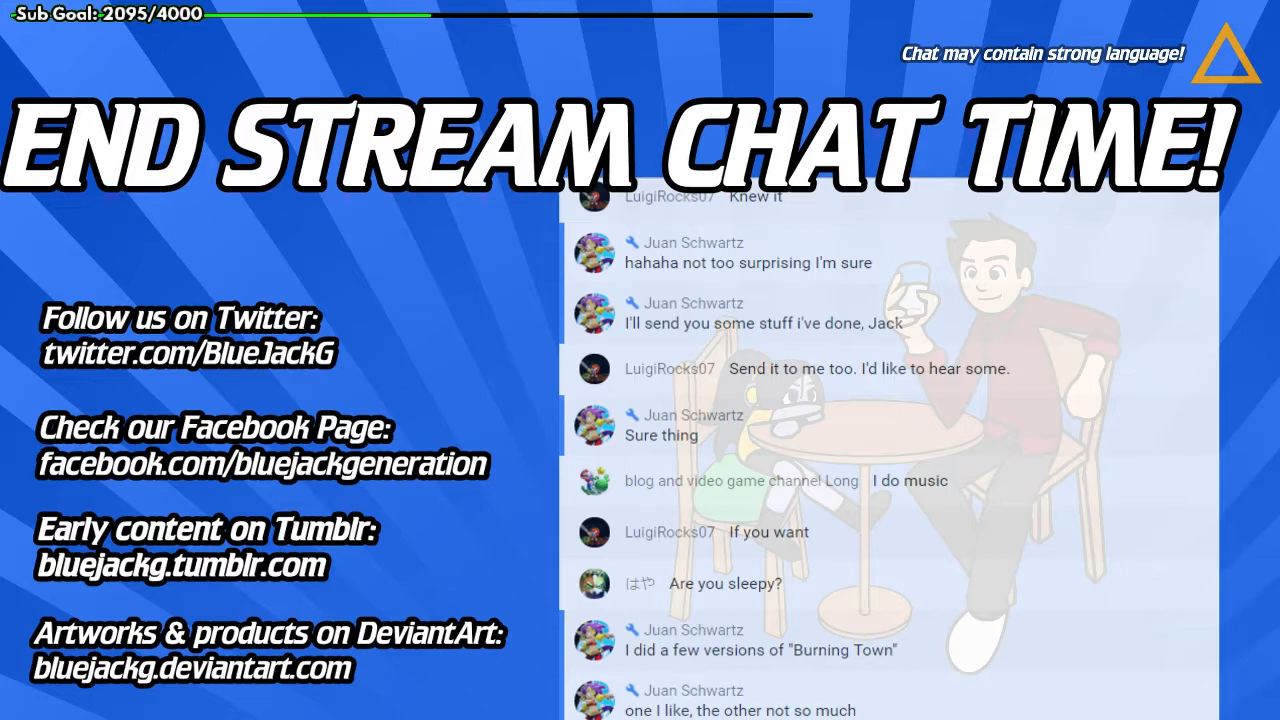 Sub Goal: 2095/4000
Chat may contain strong language!
END STREAM CHAT TIME!
Follow us on Twitter:
twitter.com/BlueJackG
Check our Facebook Page:
facebook.com/bluejackgeneration
Early content on Tumblr:
bluejackg.tumblr.com
Artworks & products on DeviantArt:
bluejackg.deviantart.com
LuigiRocks07 Knew it
Juan Schwartz
hahaha not too surprising I'm sure
Juan Schwartz
I'll send you some stuff i've done, Jack
LuigiRocks07 Send it to me too. I'd like to hear some.
Juan Schwartz
Sure thing
blog and video game channel Long I do music
LuigiRocks07 If you want
はや Are you sleepy?
Juan Schwartz
I did a few versions of "Burning Town"
Juan Schwartz
one I like, the other not so much